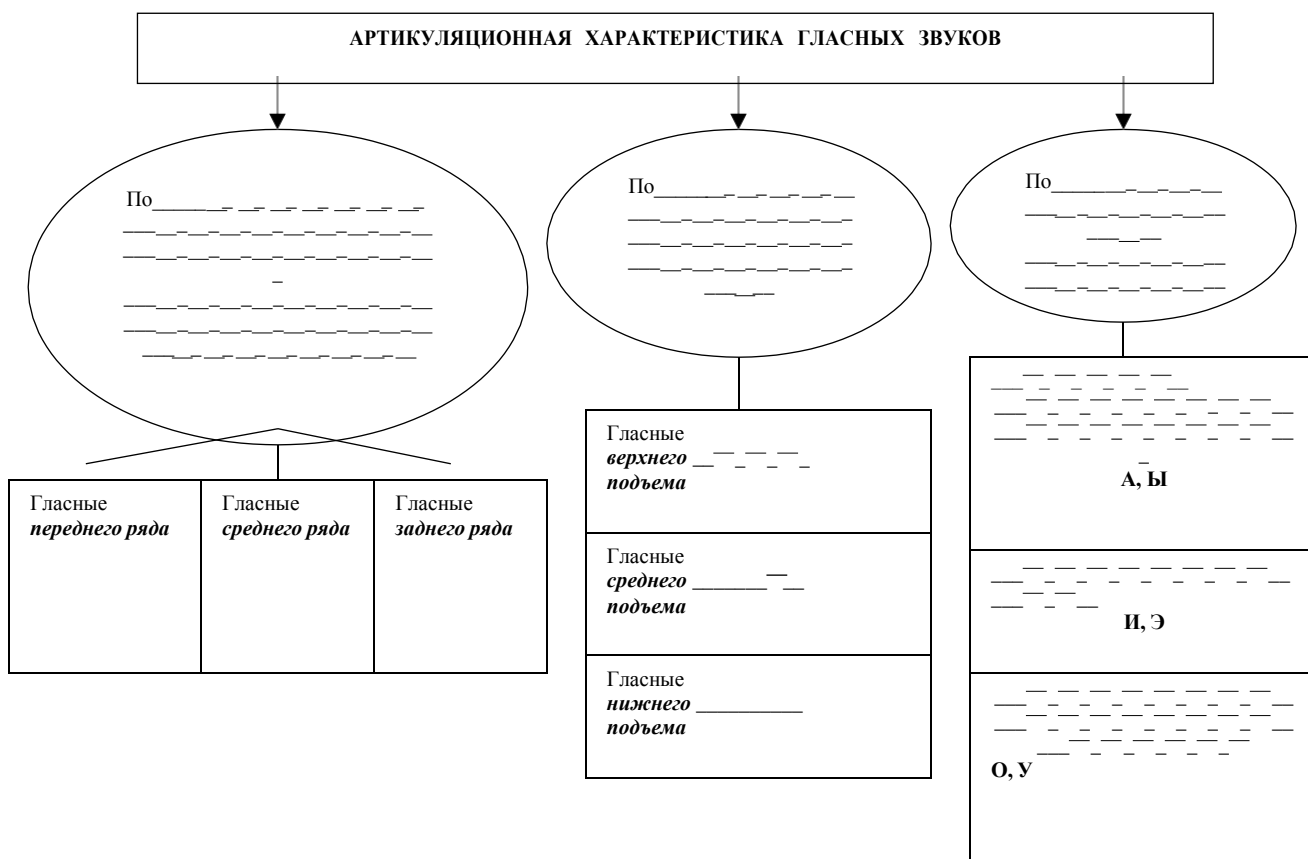 АРТИКУЛЯЦИОННАЯ ХАРАКТЕРИСТИКА ГЛАСНЫХ ЗВУКОВ
По
По
По
Гласные
переднего ряда
Гласные
среднего ряда
Гласные
заднего ряда
Гласные
верхнего
подъема
Гласные
среднего
подъема
Гласные
нижнего
подъема
А, Ы
И, Э
О, У